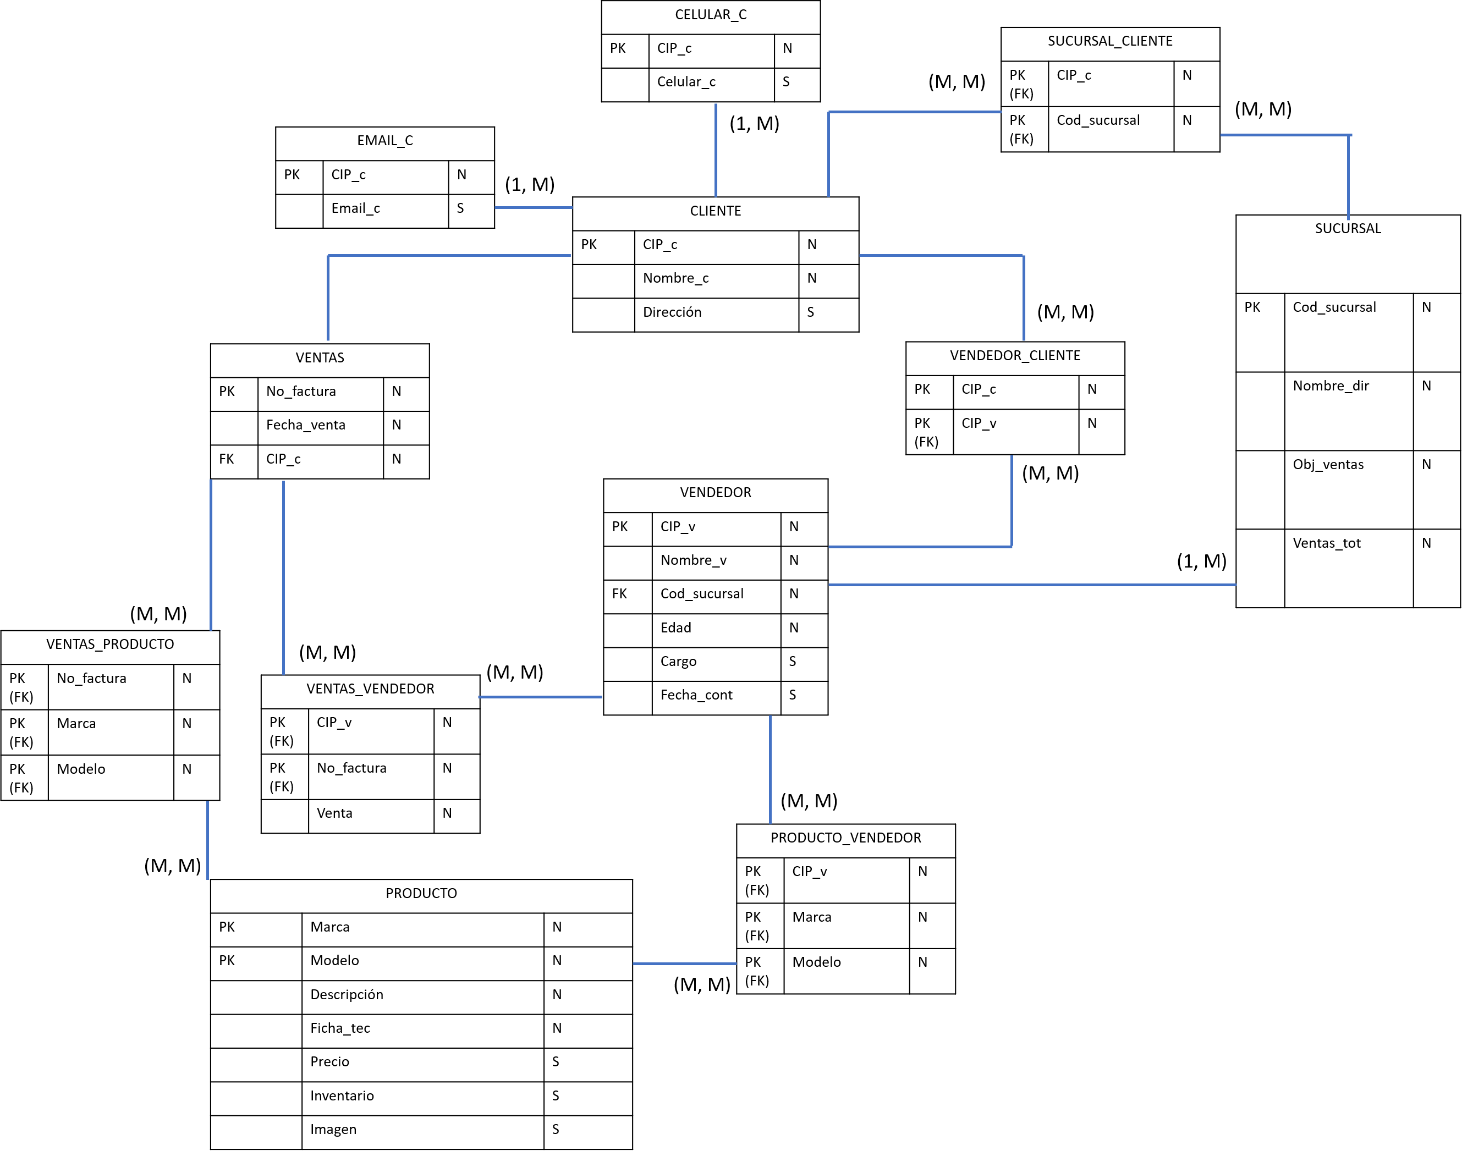 CELULAR_C
PK CIP_c N
Celular_c S
(1, M)
SUCURSAL_CLIENTE
PK (FK) CIP_c N
PK (FK) Cod_sucursal N
(M, M)
(M, M)
EMAIL_C
PK CIP_c N
Email_c S
(1, M)
CLIENTE
PK CIP_c N
Nombre_c N
Dirección S
SUCURSAL
PK Cod_sucursal N
Nombre_dir N
Obj_ventas N
Ventas_tot N
(M, M)
VENDEDOR_CLIENTE
PK CIP_c N
PK (FK) CIP_v N
(M, M)
VENTAS
PK No_factura N
Fecha_venta N
FK CIP_c N
VENDEDOR
PK CIP_v N
Nombre_v N
FK Cod_sucursal N
Edad N
Cargo S
Fecha_cont S
(1, M)
(M, M)
VENTAS_PRODUCTO
PK (FK) No_factura N
PK (FK) Marca N
PK (FK) Modelo N
(M, M)
(M, M)
VENTAS_VENDEDOR
PK (FK) CIP_v N
PK (FK) No_factura N
Venta N
(M, M)
PRODUCTO_VENDEDOR
PK (FK) CIP_v N
PK (FK) Marca N
PK (FK) Modelo N
(M, M)
PRODUCTO
PK Marca N
PK Modelo N
Descripción N
Ficha_tec N
Precio S
Inventario S
Imagen S
(M, M)